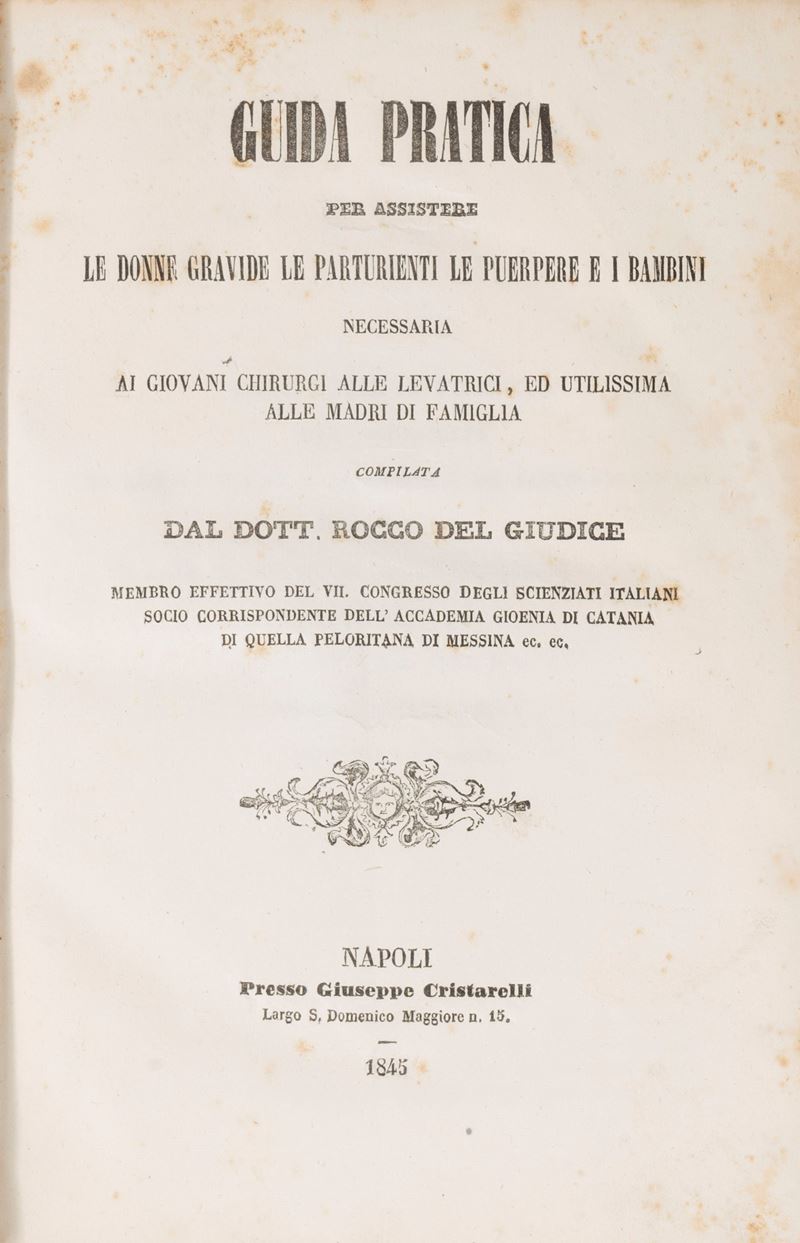 GUIDA PRATICA
PER ASSISTERE
LE DONNE GRAVIDE LE PARTURIENTI LE PUERPERE E I BAMBINI
NECESSARIA
AI GIOVANI CHIRURGI ALLE LEVATRICI, ED UTILISSIMA
ALLE MADRI DI FAMIGLIA
COMPILATA
DAL DOTT. ROCCO DEL GIUDICE
MEMBRO EFFETTIVO DEL VII. CONGRESSO DEGLI SCIENZIATI ITALIANI
SOCIO CORRISPONDENTE DELL' ACCADEMIA GIOENIA DI CATANIA
DI QUELLA PELORITANA DI MESSINA ec. ec.
NAPOLI
Presso Giuseppe Cristarelli
Largo S. Domenico Maggiore n. 15.
1845